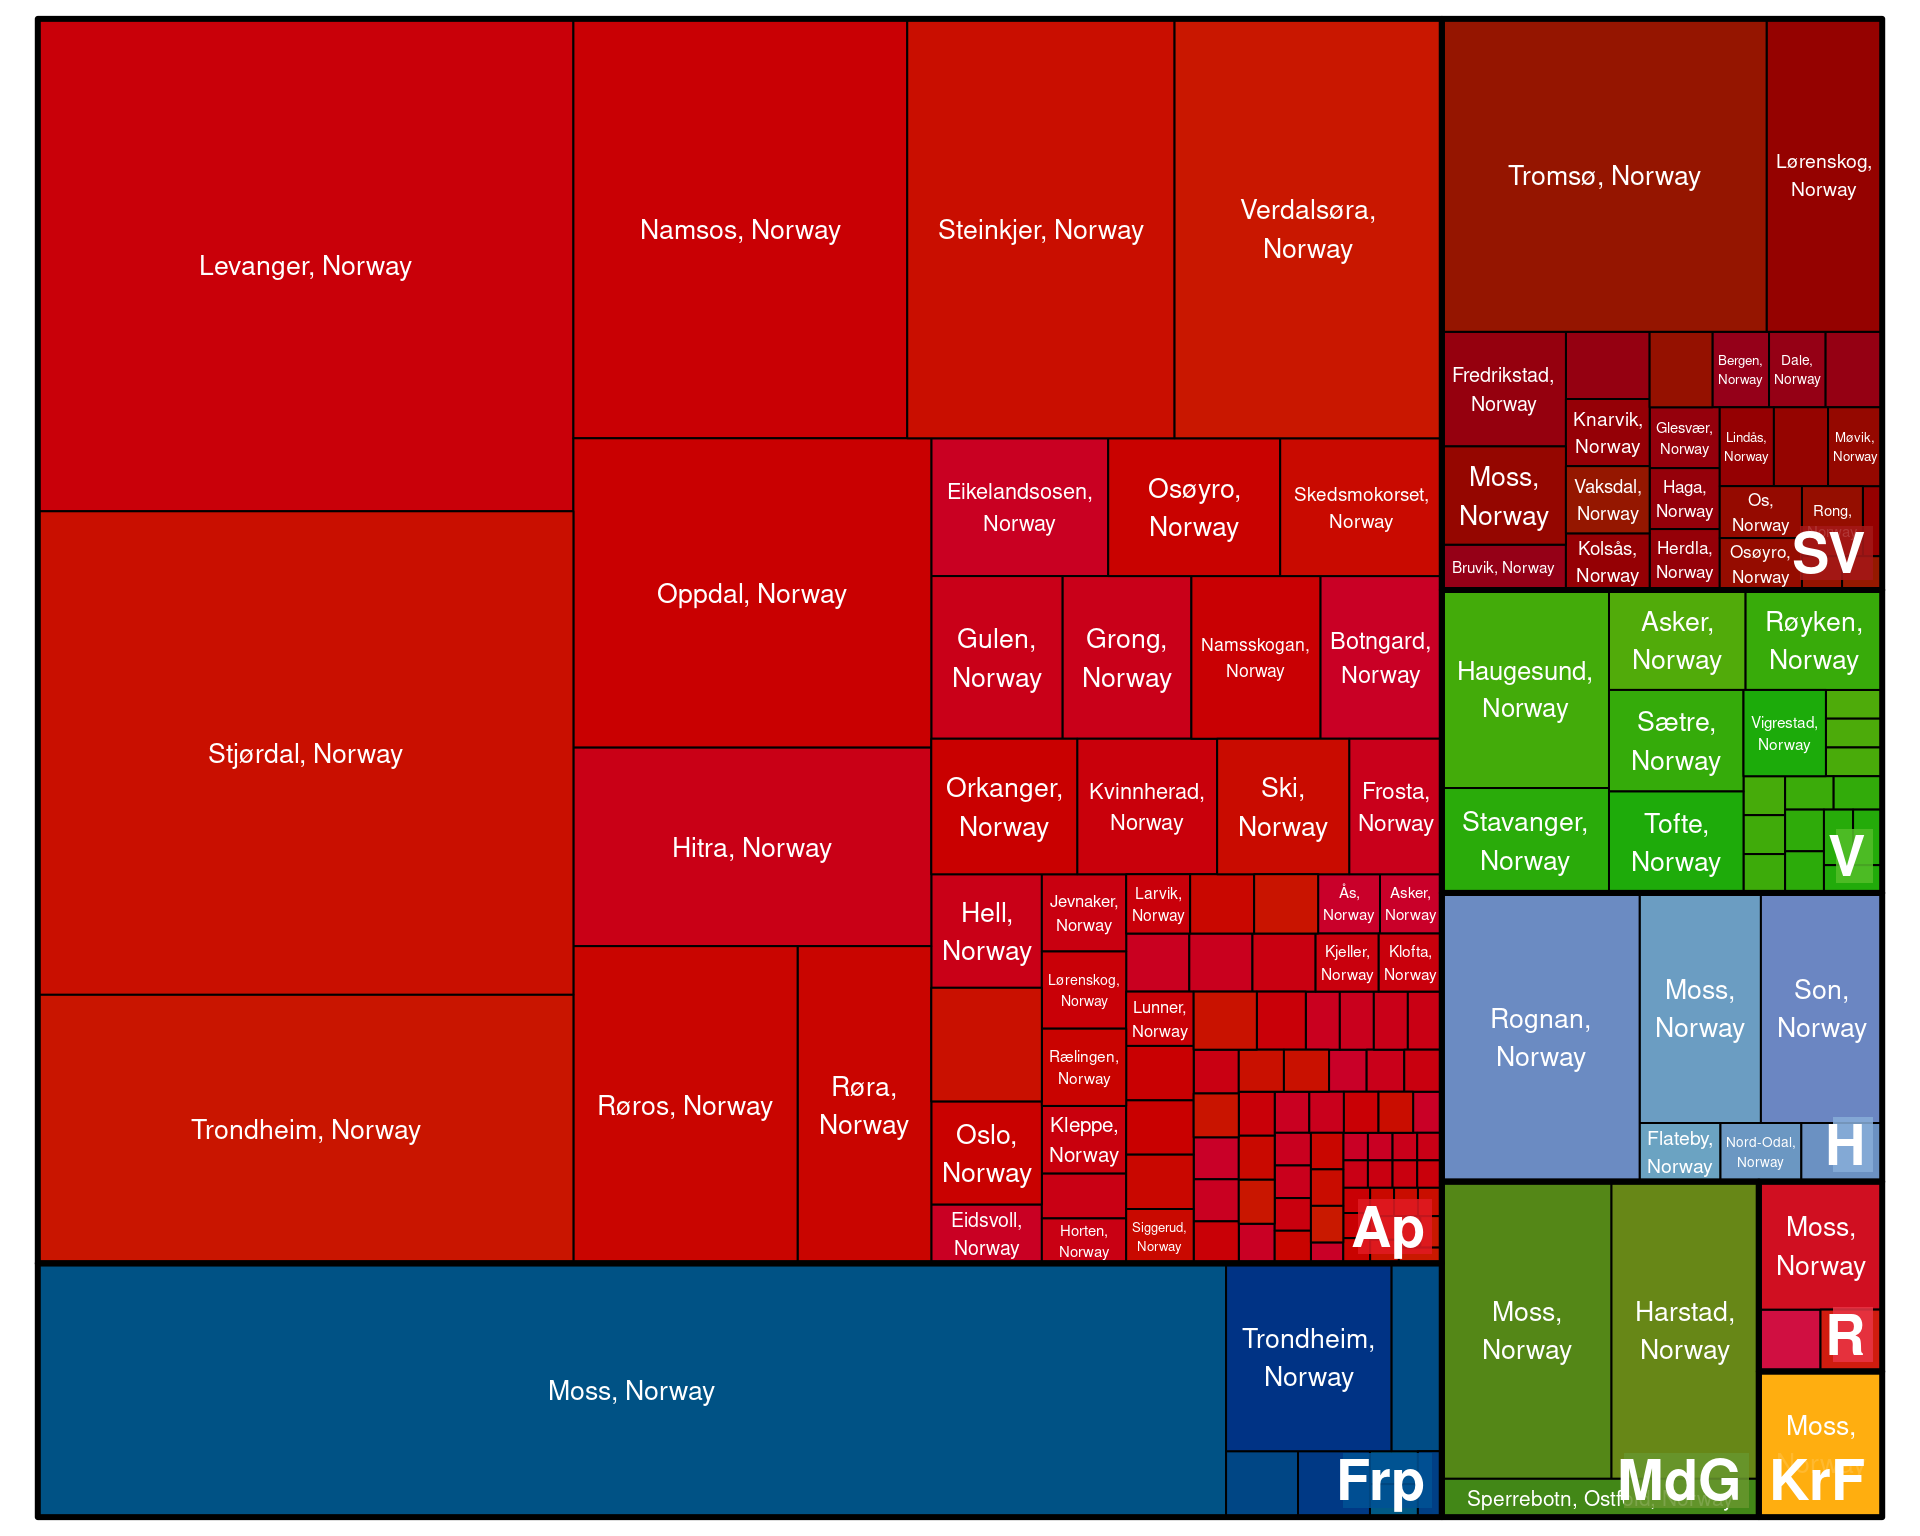 Levanger, Norway
Namsos, Norway
Steinkjer, Norway
Verdalsøra,
Norway
Stjørdal, Norway
Trondheim, Norway
Oppdal, Norway
Hitra, Norway
Røros, Norway
Røra,
Norway
Eikelandsosen,
Norway
Osøyro,
Norway
Skedsmokorset,
Norway
Gulen,
Norway
Grong,
Norway
Namsskogan,
Norway
Botngard,
Norway
Orkanger,
Norway
Kvinnherad,
Norway
Ski,
Norway
Frosta,
Norway
Hell,
Norway
Oslo,
Norway
Eidsvoll,
Norway
Jevnaker,
Norway
Lørenskog,
Norway
Rælingen,
Norway
Kleppe,
Norway
Horten,
Norway
Larvik,
Norway
Ås,
Norway
Asker,
Norway
Kjeller,
Norway
Klofta,
Norway
Lunner,
Norway
Siggerud,
Norway
Ap
Moss, Norway
Trondheim,
Norway
Frp
Tromsø, Norway
Lørenskog,
Norway
Fredrikstad,
Norway
Moss,
Norway
Bruvik, Norway
Knarvik,
Norway
Vaksdal,
Norway
Kolsås,
Norway
Bergen,
Norway
Dale,
Norway
Glesvær,
Norway
Haga,
Norway
Herdla,
Norway
Lindås,
Norway
Møvik,
Norway
Os,
Norway
Rong,
Norway
Osøyro,
Norway
SV
Haugesund,
Norway
Stavanger,
Norway
Asker,
Norway
Røyken,
Norway
Sætre,
Norway
Vigrestad,
Norway
Tofte,
Norway
V
Rognan,
Norway
Moss,
Norway
Son,
Norway
Flateby,
Norway
Nord-Odal,
Norway
H
Moss,
Norway
Harstad,
Norway
Sperrebotn, Ostfold, Norway
MdG
Moss,
Norway
R
Moss,
Norway
KrF